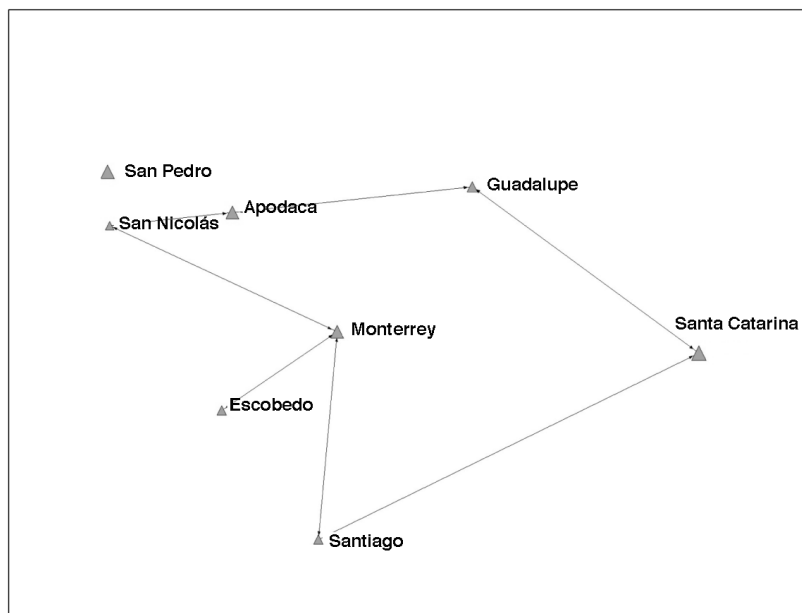 San Pedro
Guadalupe
Apodaca
San Nicolás
Santa Catarina
Monterrey
Escobedo
Santiago